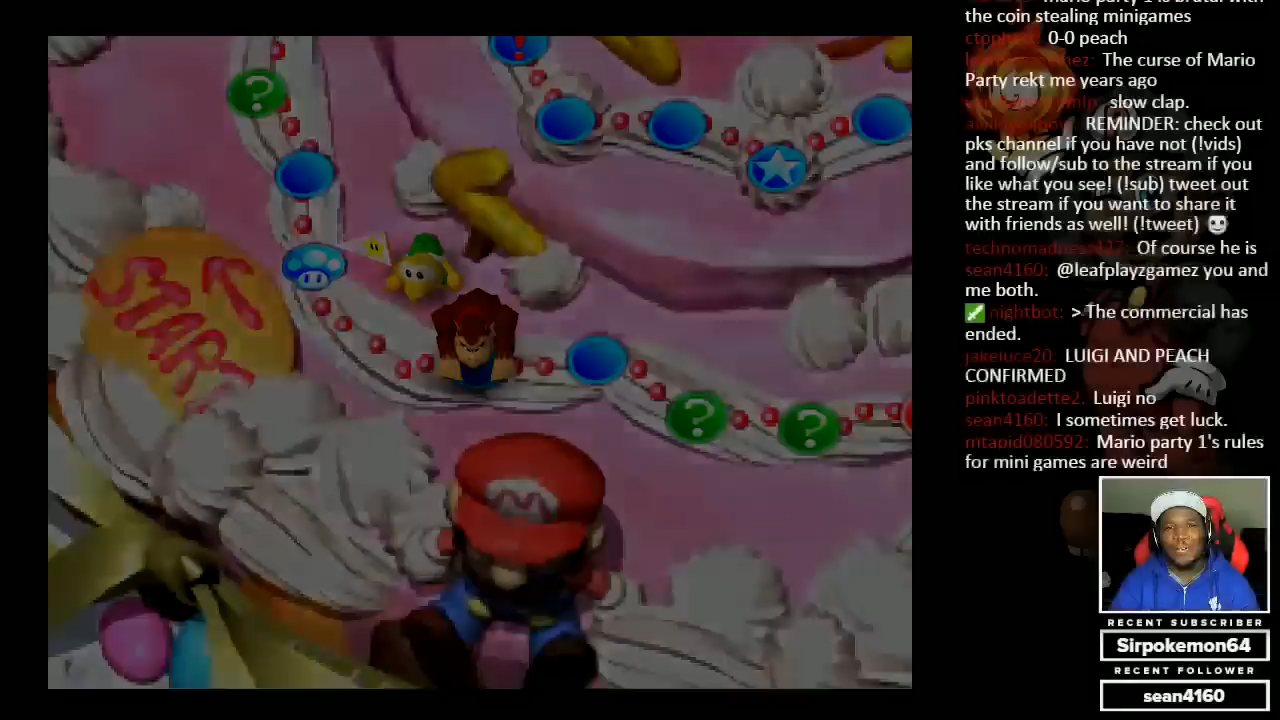 the coin stealing minigames
0-0 peach
The curse of Mario
Party rekt me years ago
slow clap.
REMINDER: check out
pks channel if you have not (!vids)
and follow/sub to the stream if you
like what you see! (!sub) tweet out
the stream if you want to share it
with friends as well! (!tweet)
Of course he is
sean4160: @leafplayzgamez you and
me both.
nightbot: > The commercial has
ended.
jakeluce20: LUIGI AND PEACH
CONFIRMED
pinktoadette2. Luigi no
sean4160: I sometimes get luck.
mtapid080592: Mario party 1's rules
for mini games are weird
START
M
RECENT SUBSCRIBER
Sirpokemon64
RECENT FOLLOWER
sean4160